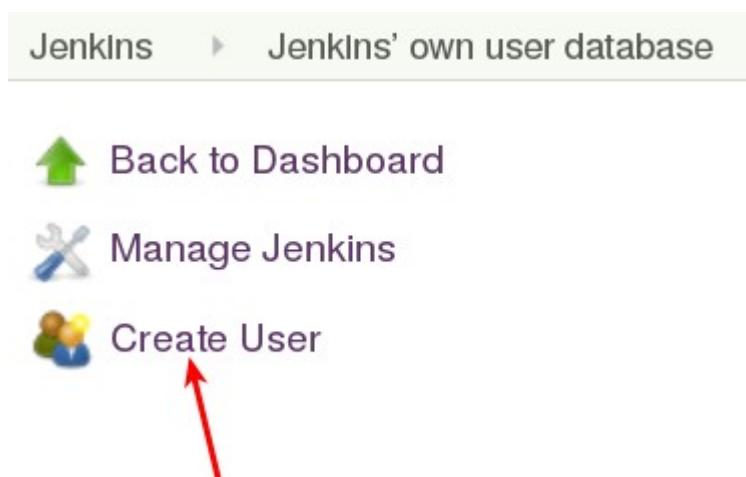 Jenkins Jenkins’ own user database
Back to Dashboard
Manage Jenkins
Create User